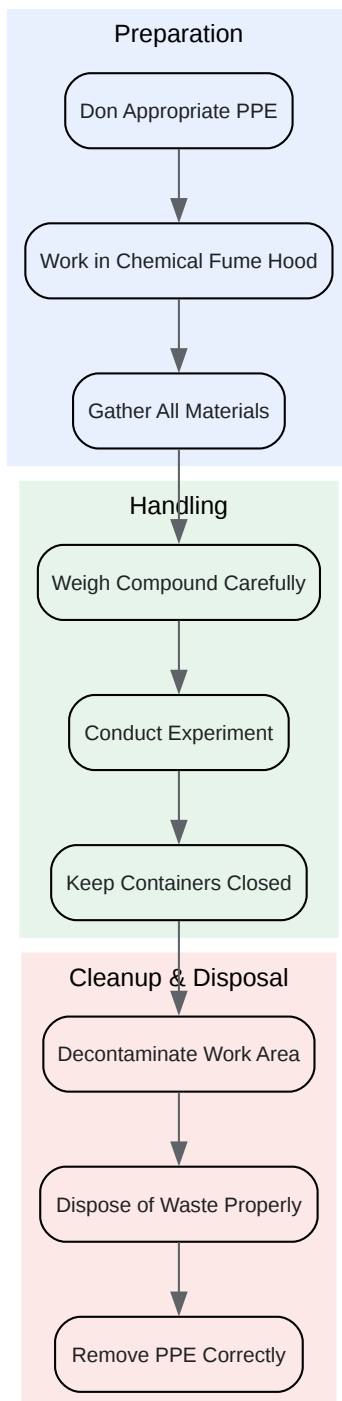 Preparation
Don Appropriate PPE
Work in Chemical Fume Hood
Gather All Materials
Handling
Weigh Compound Carefully
Conduct Experiment
Keep Containers Closed
Cleanup & Disposal
Decontaminate Work Area
Dispose of Waste Properly
Remove PPE Correctly